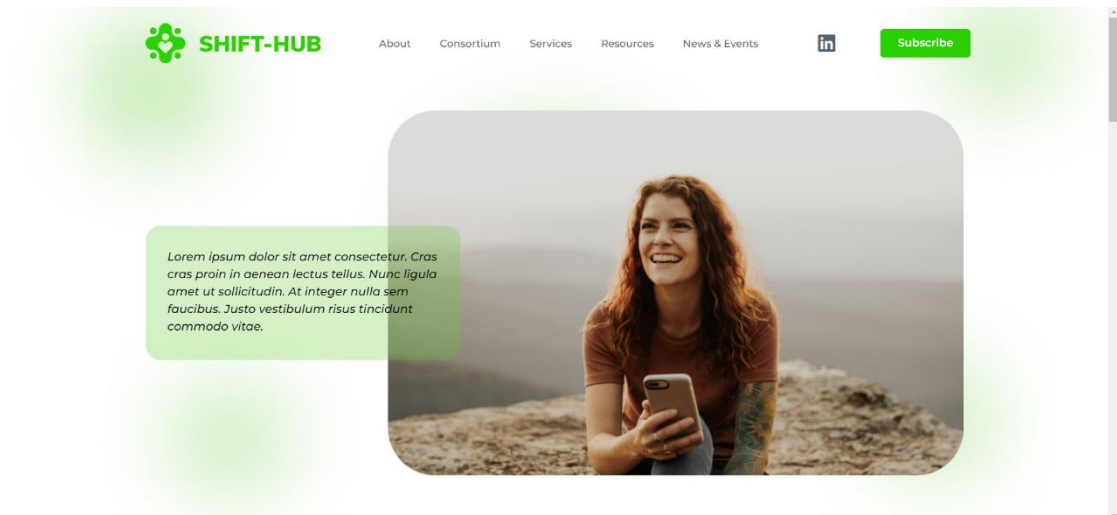 SHIFT-HUB
About
Consortium
Services
Resources
News & Events
in
Subscribe
Lorem ipsum dolor sit amet consectetur. Cras
cras proin in aenean lectus tellus. Nunc ligula
amet ut sollicitudin. At integer nulla sem
faucibus. Justo vestibulum risus tincidunt
commodo vitae.